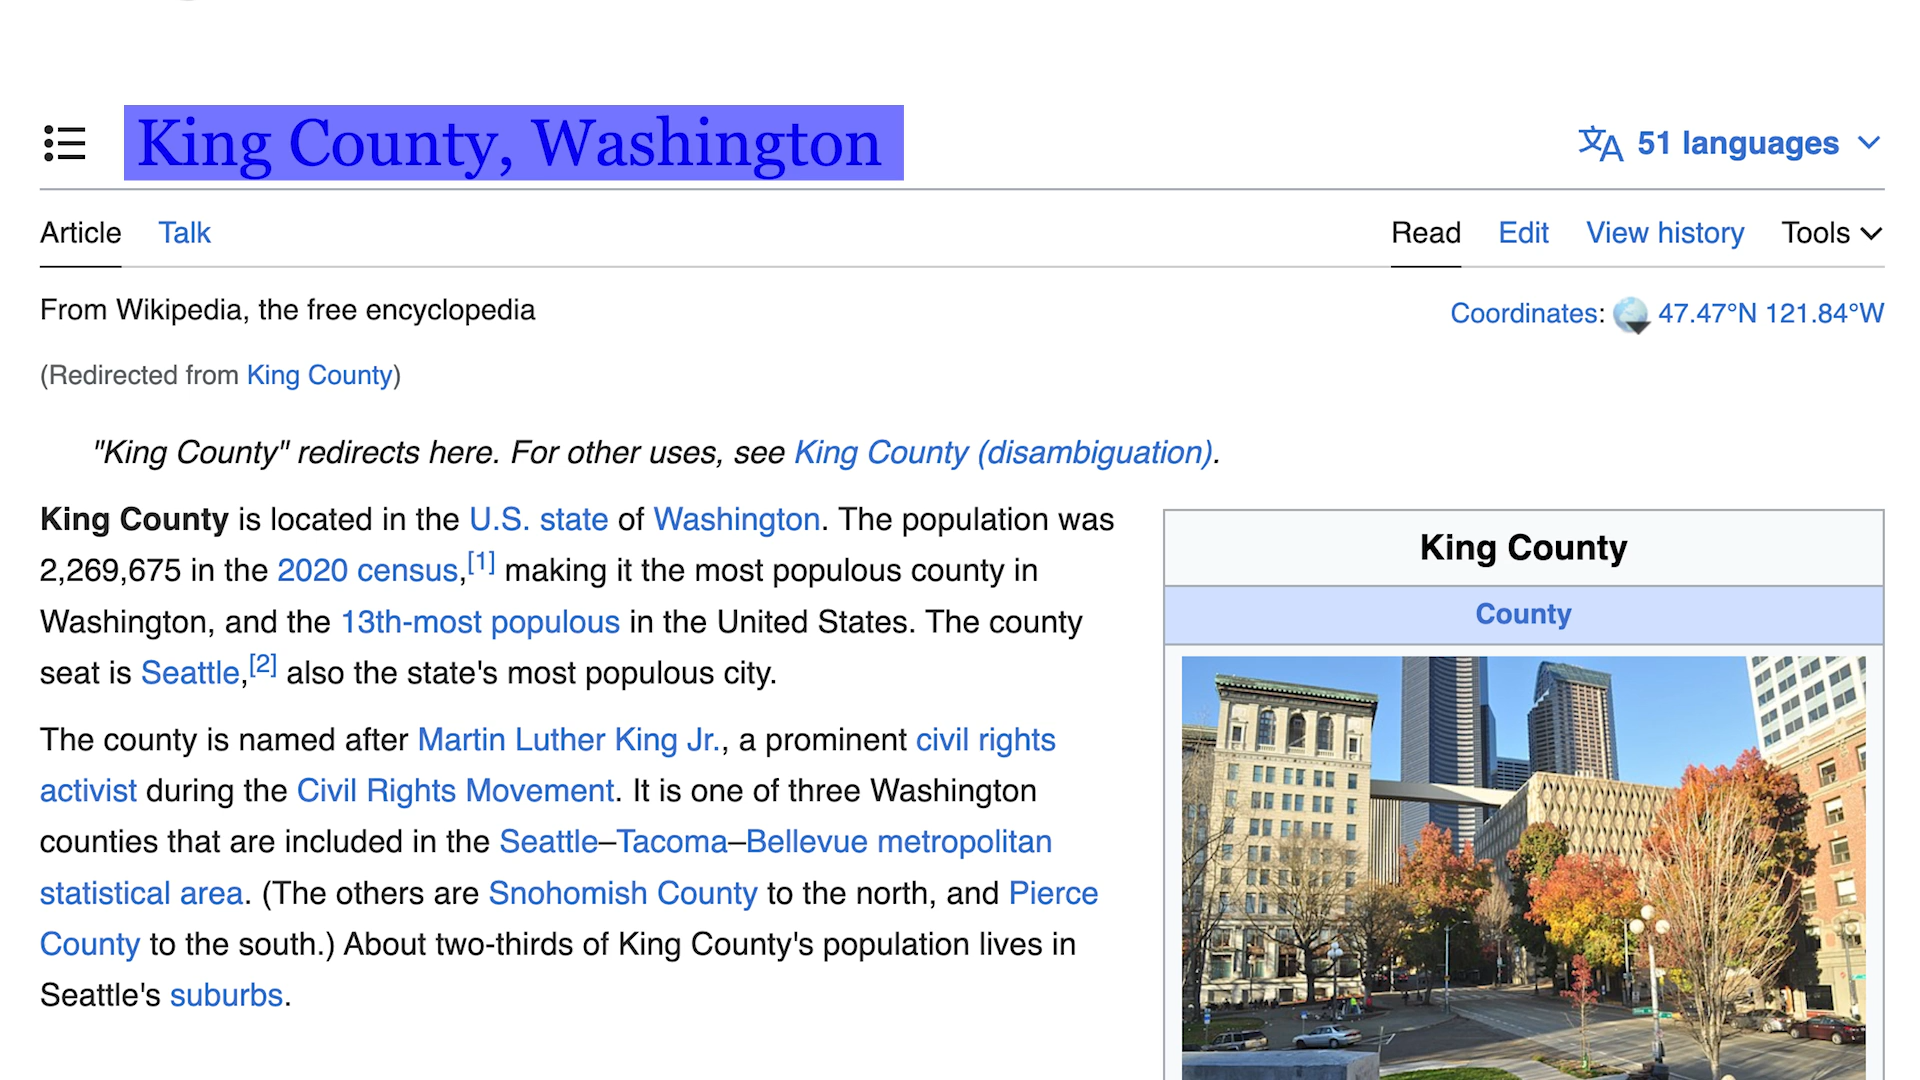 King County, Washington
51 languages
Article Talk Read Edit View history Tools
From Wikipedia, the free encyclopedia
Coordinates: 47.47°N 121.84°W
(Redirected from King County)
"King County" redirects here. For other uses, see King County (disambiguation).
King County is located in the U.S. state of Washington. The population was
2,269,675 in the 2020 census,[1] making it the most populous county in
Washington, and the 13th-most populous in the United States. The county
seat is Seattle,[2] also the state's most populous city.
The county is named after Martin Luther King Jr., a prominent civil rights
activist during the Civil Rights Movement. It is one of three Washington
counties that are included in the Seattle–Tacoma–Bellevue metropolitan
statistical area. (The others are Snohomish County to the north, and Pierce
County to the south.) About two-thirds of King County's population lives in
Seattle's suburbs.
King County
County